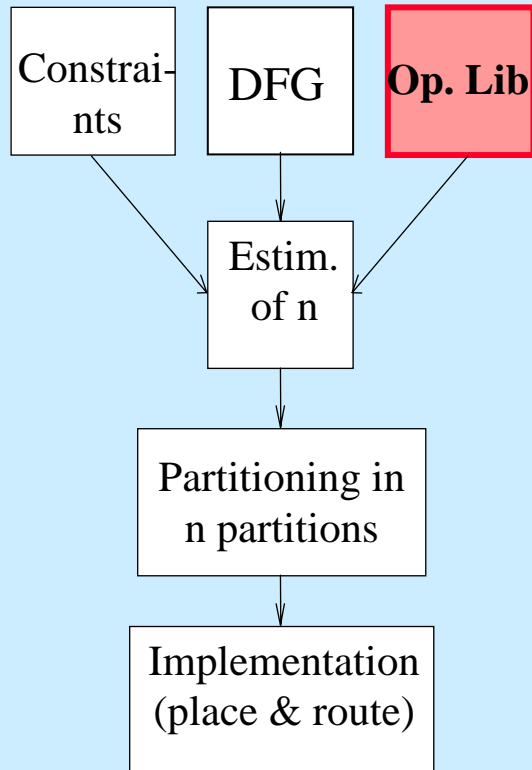 Constrai-
nts
DFG
Op. Lib
Estim.
of n
Partitioning in
n partitions
Implementation
(place & route)